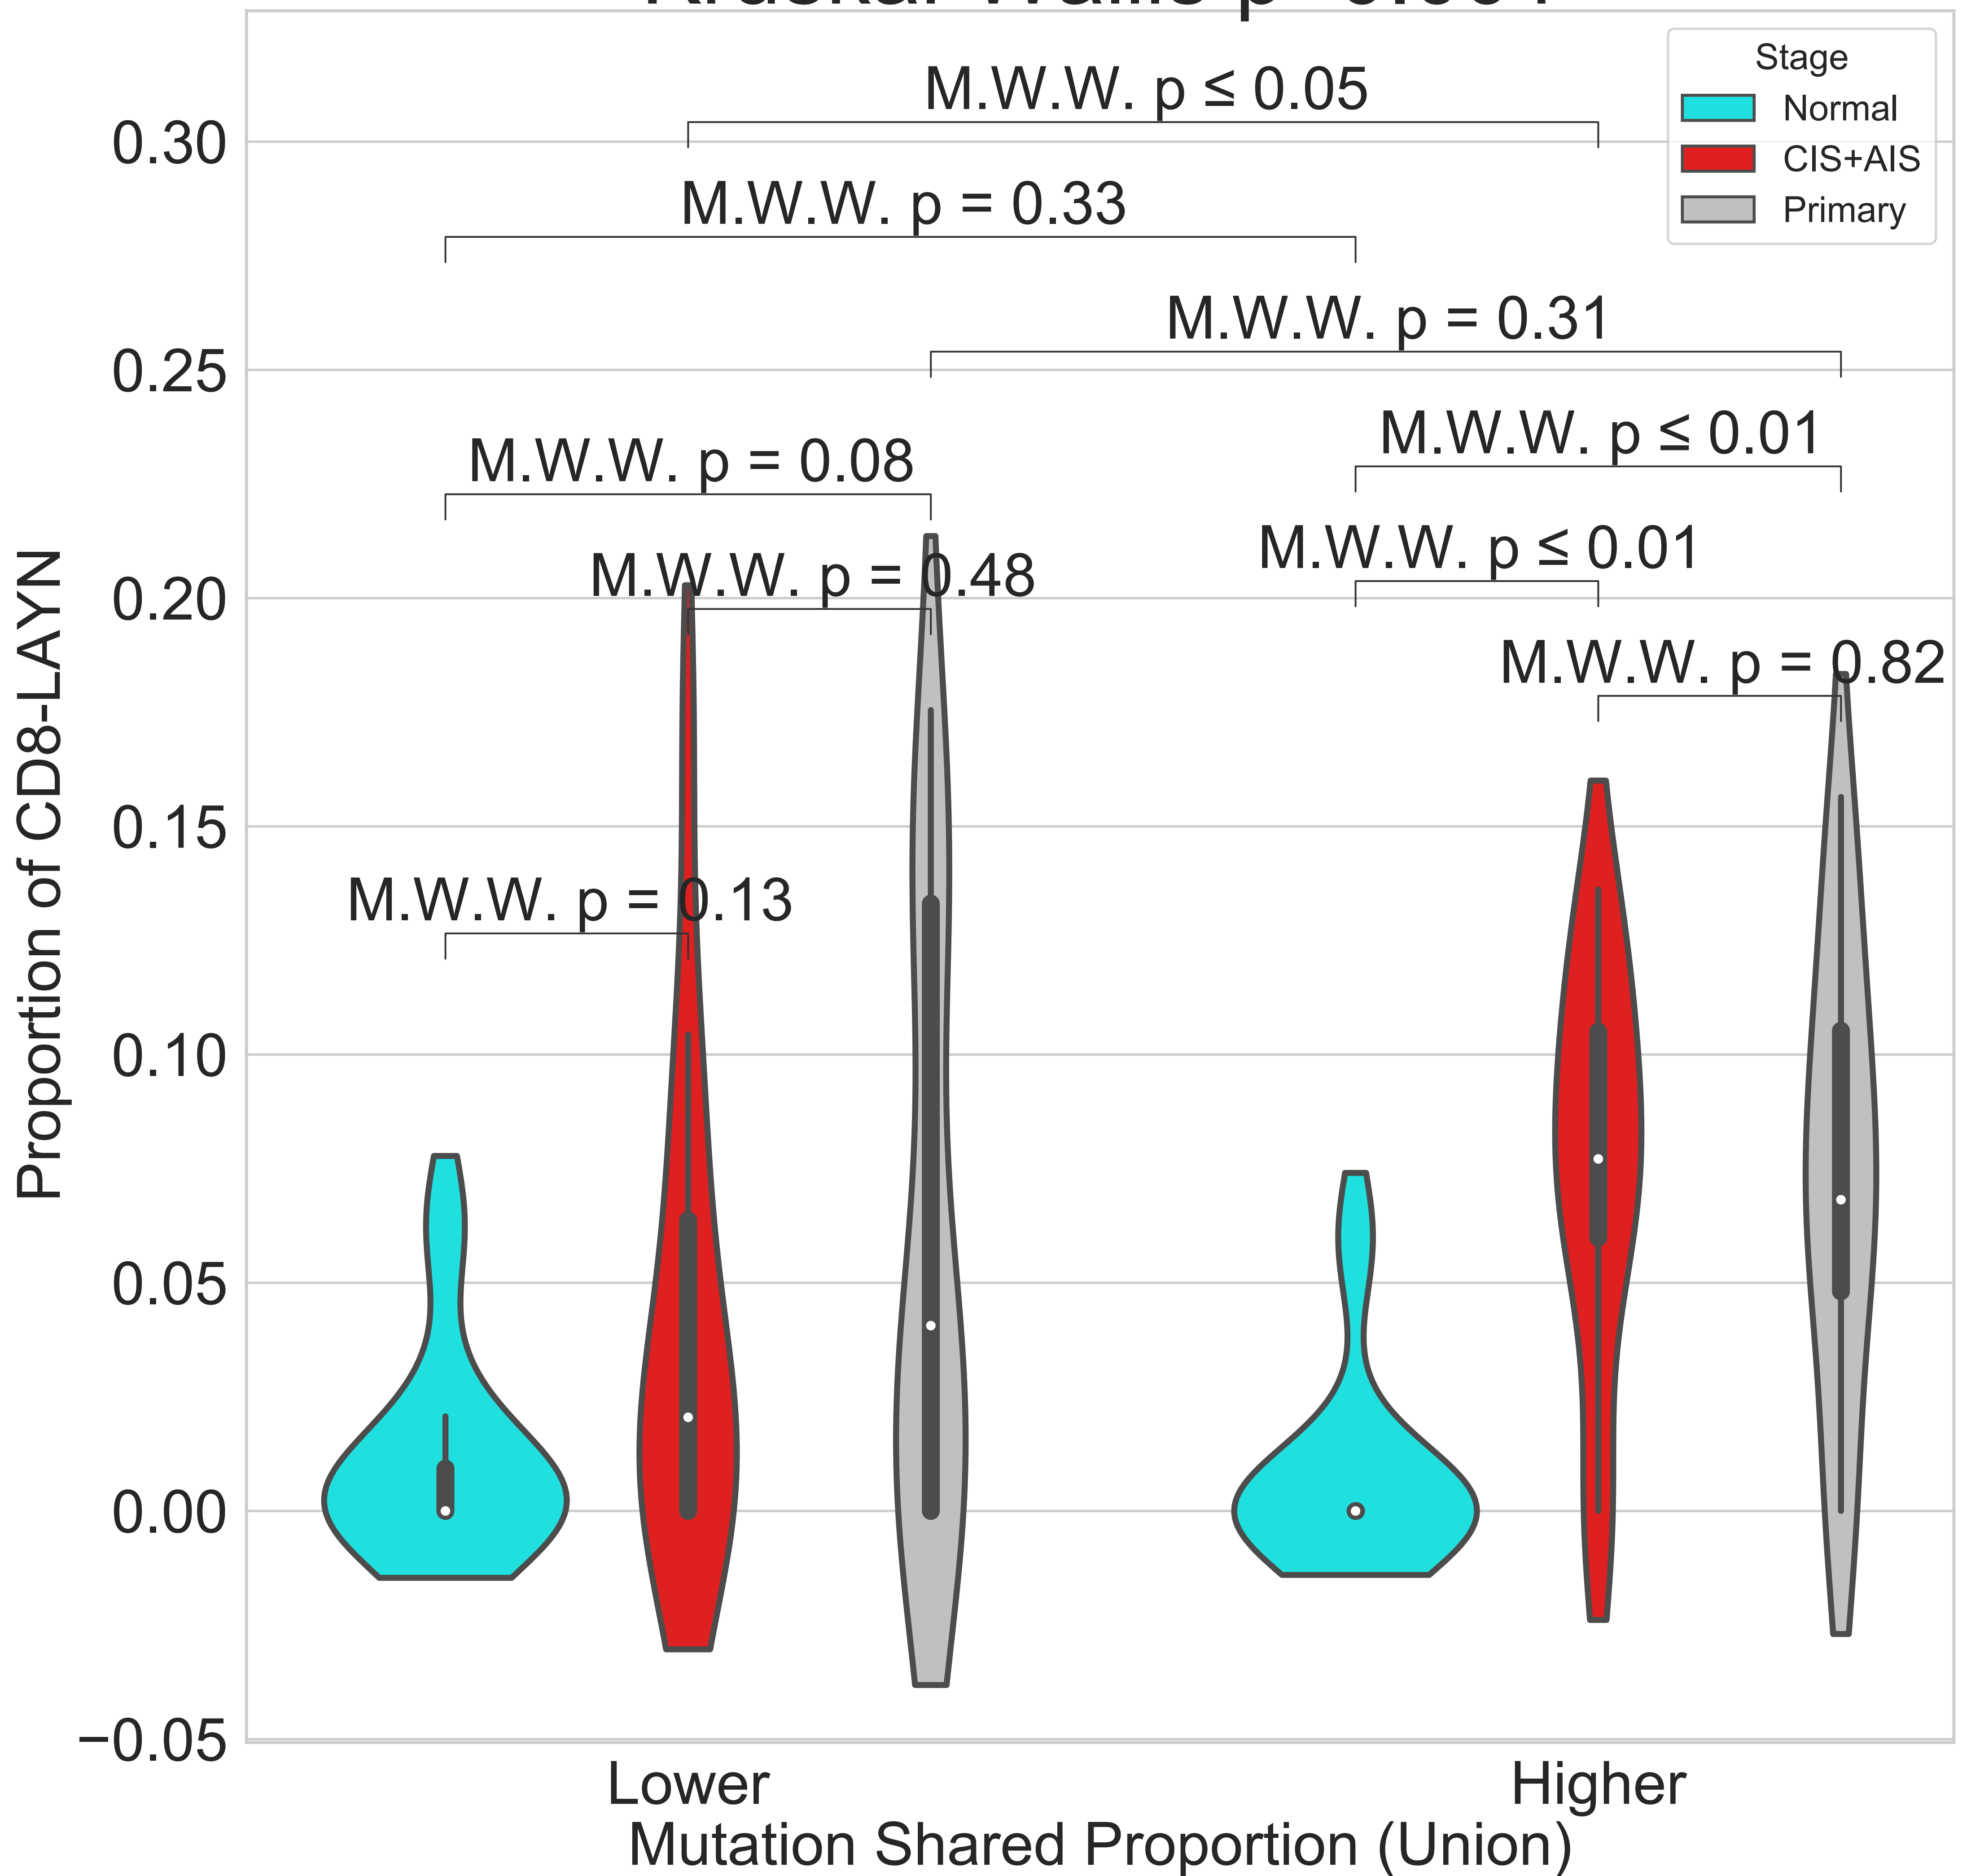 M.W.W. p ≤ 0.05
M.W.W. p = 0.33
M.W.W. p = 0.31
M.W.W. p ≤ 0.01
M.W.W. p = 0.08
M.W.W. p ≤ 0.01
M.W.W. p = 0.48
M.W.W. p = 0.82
M.W.W. p = 0.13
Stage
Normal
CIS+AIS
Primary
0.30
0.25
0.20
0.15
0.10
0.05
0.00
−0.05
Proportion of CD8-LAYN
Lower
Higher
Mutation Shared Proportion (Union)